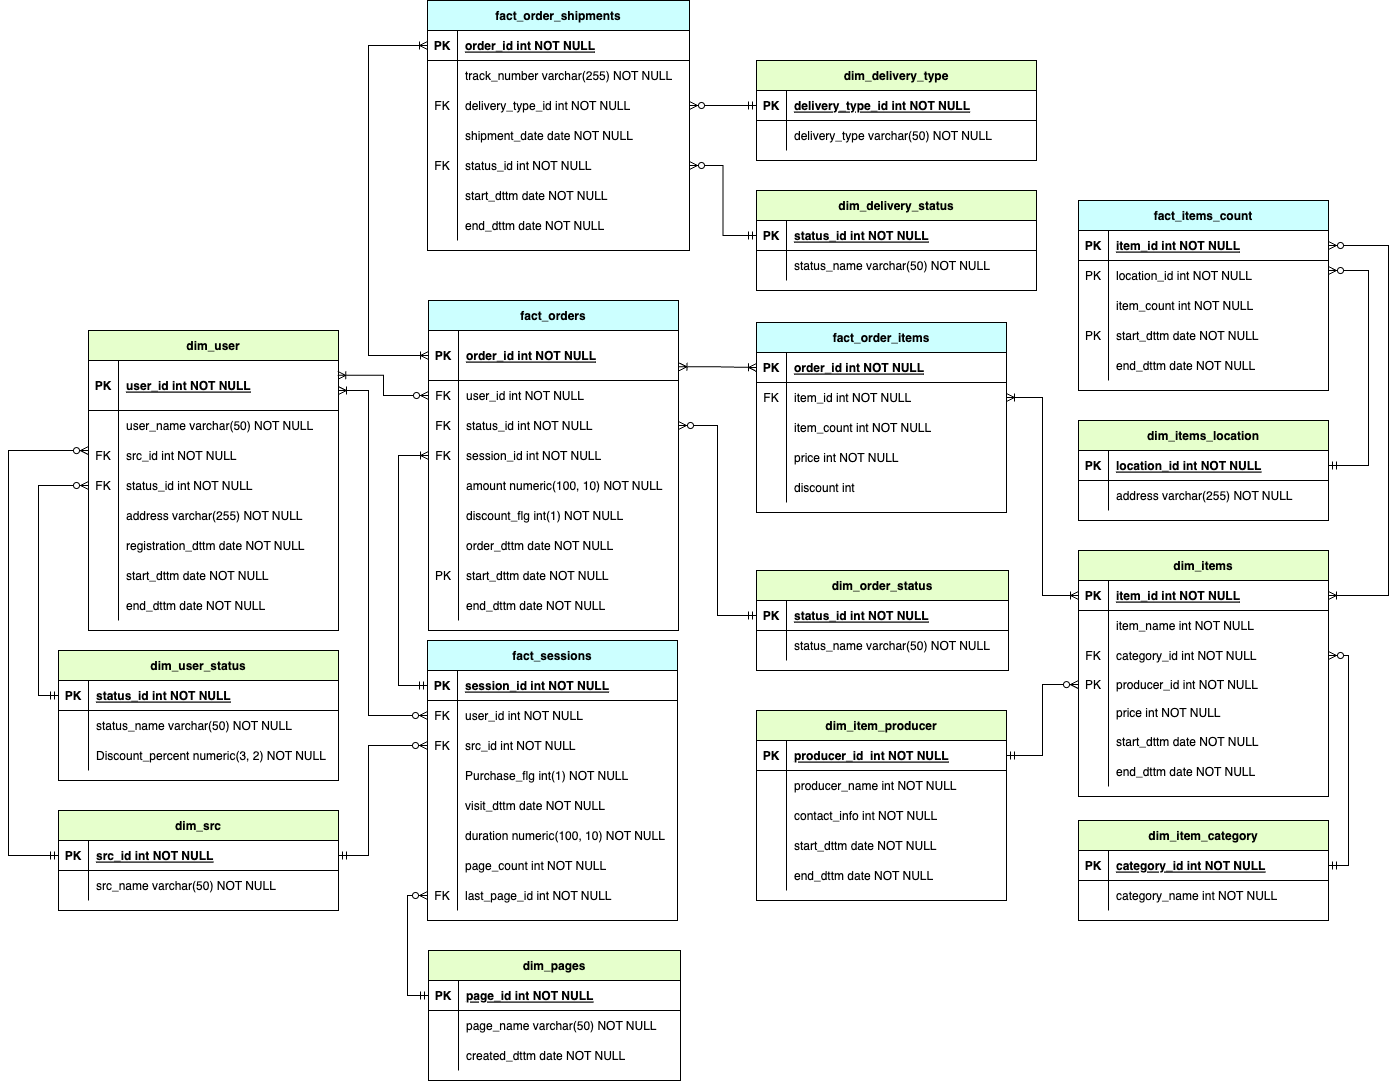 fact_order_shipments
PK order_id int NOT NULL
track_number varchar(255) NOT NULL
FK delivery_type_id int NOT NULL
shipment_date date NOT NULL
FK status_id int NOT NULL
start_dttm date NOT NULL
end_dttm date NOT NULL
dim_delivery_type
PK delivery_type_id int NOT NULL
delivery_type varchar(50) NOT NULL
dim_delivery_status
PK status_id int NOT NULL
status_name varchar(50) NOT NULL
fact_items_count
PK item_id int NOT NULL
PK location_id int NOT NULL
item_count int NOT NULL
PK start_dttm date NOT NULL
end_dttm date NOT NULL
dim_user
PK user_id int NOT NULL
user_name varchar(50) NOT NULL
FK src_id int NOT NULL
FK status_id int NOT NULL
address varchar(255) NOT NULL
registration_dttm date NOT NULL
start_dttm date NOT NULL
end_dttm date NOT NULL
fact_orders
PK order_id int NOT NULL
FK user_id int NOT NULL
FK status_id int NOT NULL
FK session_id int NOT NULL
amount numeric(100, 10) NOT NULL
discount_flg int(1) NOT NULL
order_dttm date NOT NULL
PK start_dttm date NOT NULL
end_dttm date NOT NULL
fact_order_items
PK order_id int NOT NULL
FK item_id int NOT NULL
item_count int NOT NULL
price int NOT NULL
discount int
dim_items_location
PK location_id int NOT NULL
address varchar(255) NOT NULL
dim_order_status
PK status_id int NOT NULL
status_name varchar(50) NOT NULL
dim_items
PK item_id int NOT NULL
item_name int NOT NULL
FK category_id int NOT NULL
PK producer_id int NOT NULL
price int NOT NULL
start_dttm date NOT NULL
end_dttm date NOT NULL
dim_user_status
PK status_id int NOT NULL
status_name varchar(50) NOT NULL
Discount_percent numeric(3, 2) NOT NULL
fact_sessions
PK session_id int NOT NULL
FK user_id int NOT NULL
FK src_id int NOT NULL
Purchase_flg int(1) NOT NULL
visit_dttm date NOT NULL
duration numeric(100, 10) NOT NULL
page_count int NOT NULL
FK last_page_id int NOT NULL
dim_item_producer
PK producer_id int NOT NULL
producer_name int NOT NULL
contact_info int NOT NULL
start_dttm date NOT NULL
end_dttm date NOT NULL
dim_src
PK src_id int NOT NULL
src_name varchar(50) NOT NULL
dim_item_category
PK category_id int NOT NULL
category_name int NOT NULL
dim_pages
PK page_id int NOT NULL
page_name varchar(50) NOT NULL
created_dttm date NOT NULL